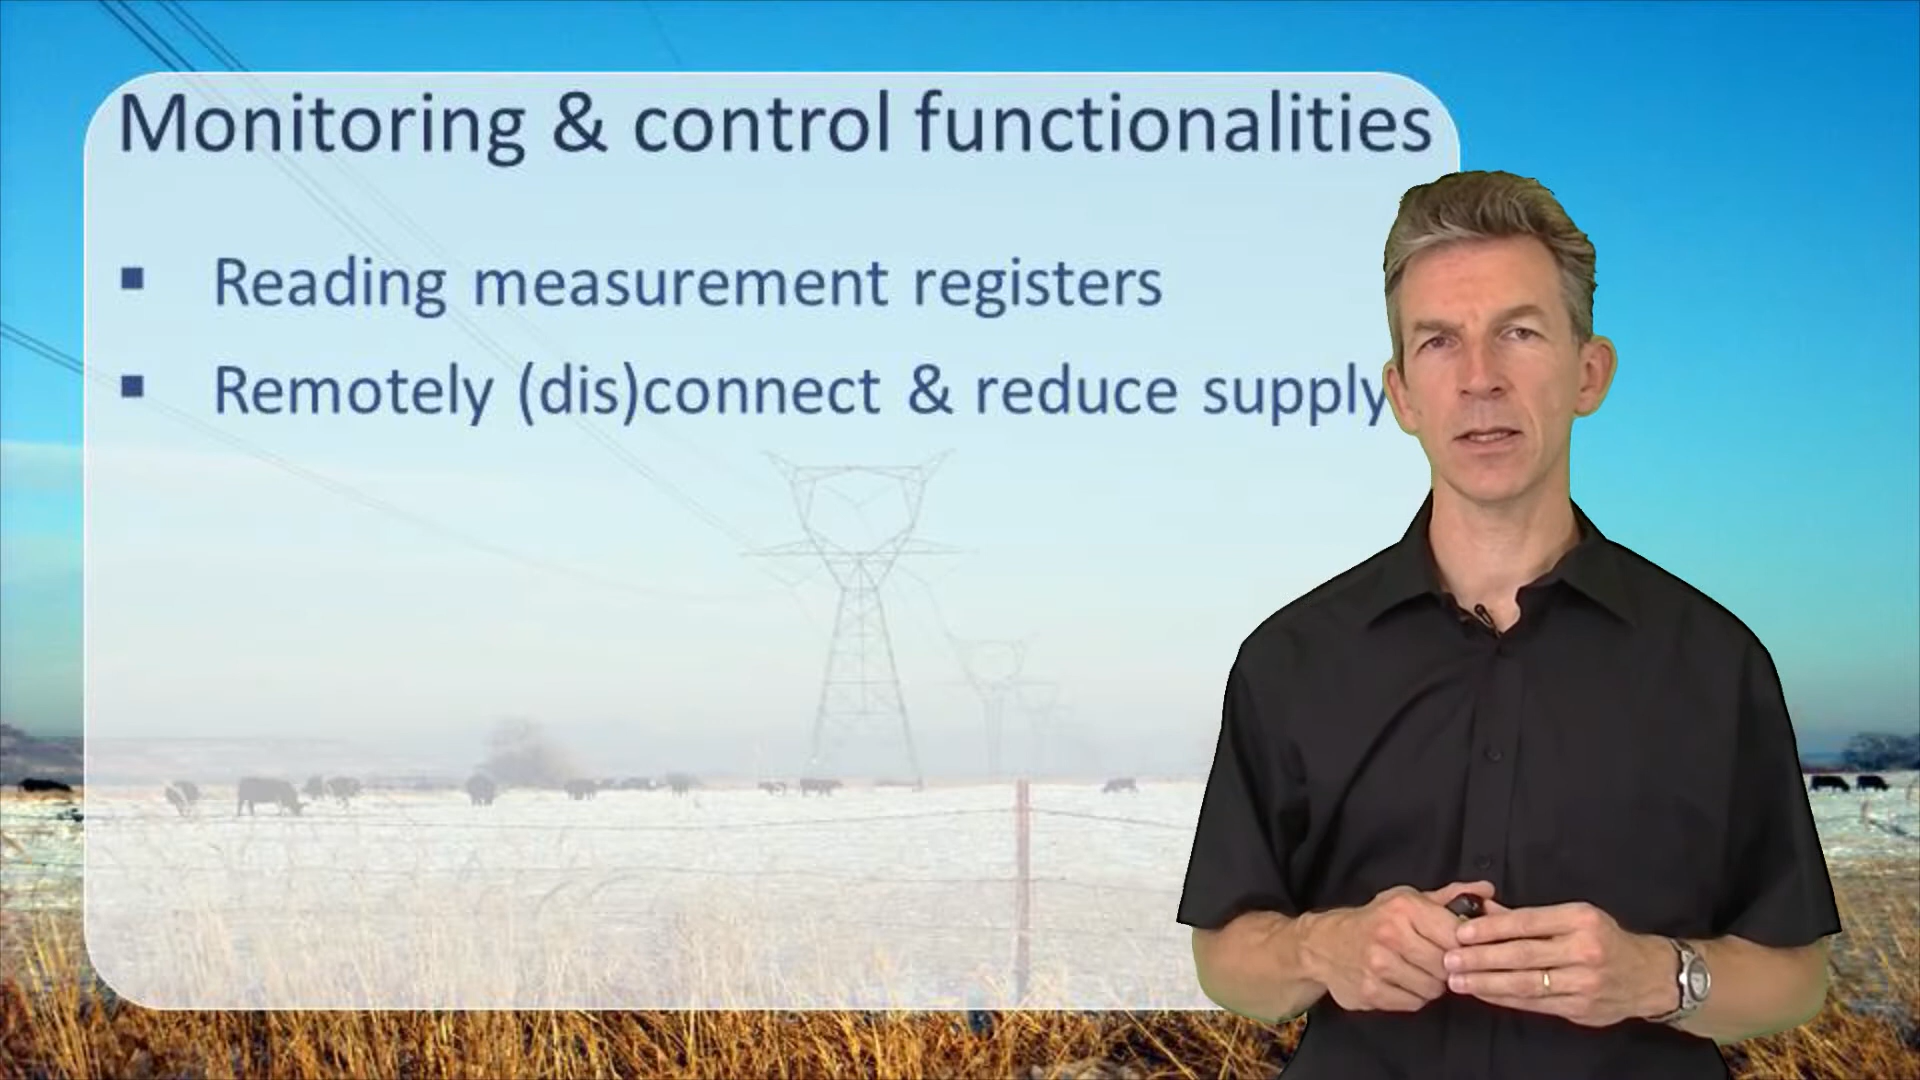 Monitoring & control functionalities
▪ Reading measurement registers
▪ Remotely (dis)connect & reduce supply